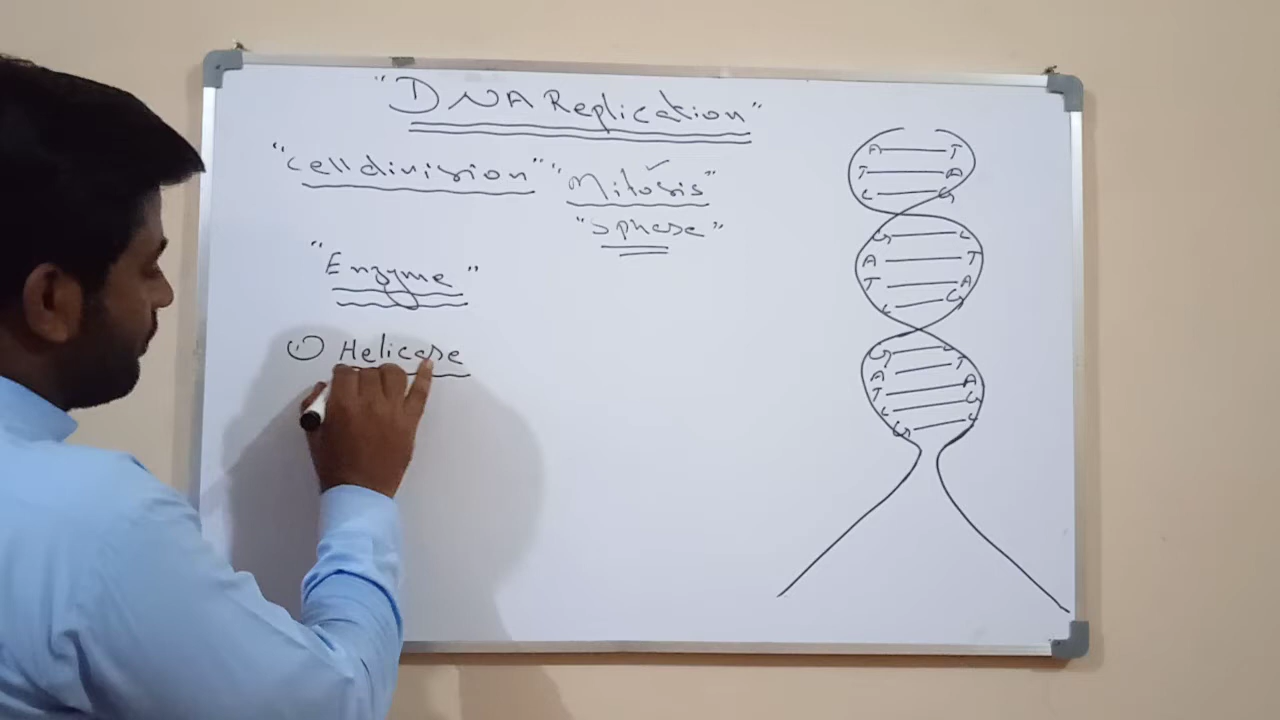 "DNA Replication"
"Cell division" "Mitosis"
"S phase"
"Enzyme"
① Helicase
A T
T A
C G
G C
A T
T A
C G
G T
A A
T C
C C
G